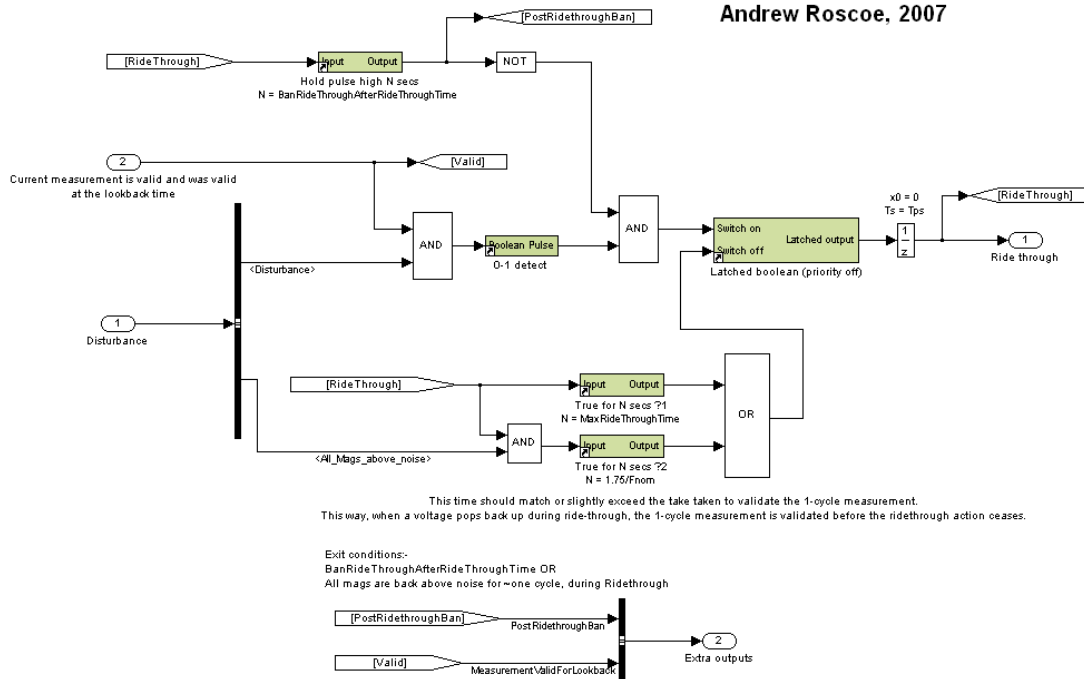 Andrew Roscoe, 2007
[PostRidethroughBan]
[RideThrough]
Input Output
NOT
Hold pulse high N secs
N = BanRideThroughAfterRideThroughTime
2
[Valid]
Current measurement is valid and was valid
at the lookback time
x0 = 0
Ts = Tps
[RideThrough]
AND
Boolean Pulse
0-1 detect
AND
Switch on
Latched output
Switch off
Latched boolean (priority off)
1
z
1
Ride through
<Disturbance>
1
Disturbance
[RideThrough]
Input Output
True for N secs ?1
N = MaxRideThroughTime
OR
AND
Input Output
<All_Mags_above_noise>
True for N secs ?2
N = 1.75/Fnom
This time should match or slightly exceed the take taken to validate the 1-cycle measurement.
This way, when a voltage pops back up during ride-through, the 1-cycle measurement is validated before the ridethrough action ceases.
Exit conditions:-
BanRideThroughAfterRideThroughTime OR
All mags are back above noise for ~one cycle, during Ridethrough
[PostRidethroughBan]
PostRidethroughBan
2
Extra outputs
[Valid]
MeasurementValidForLookback